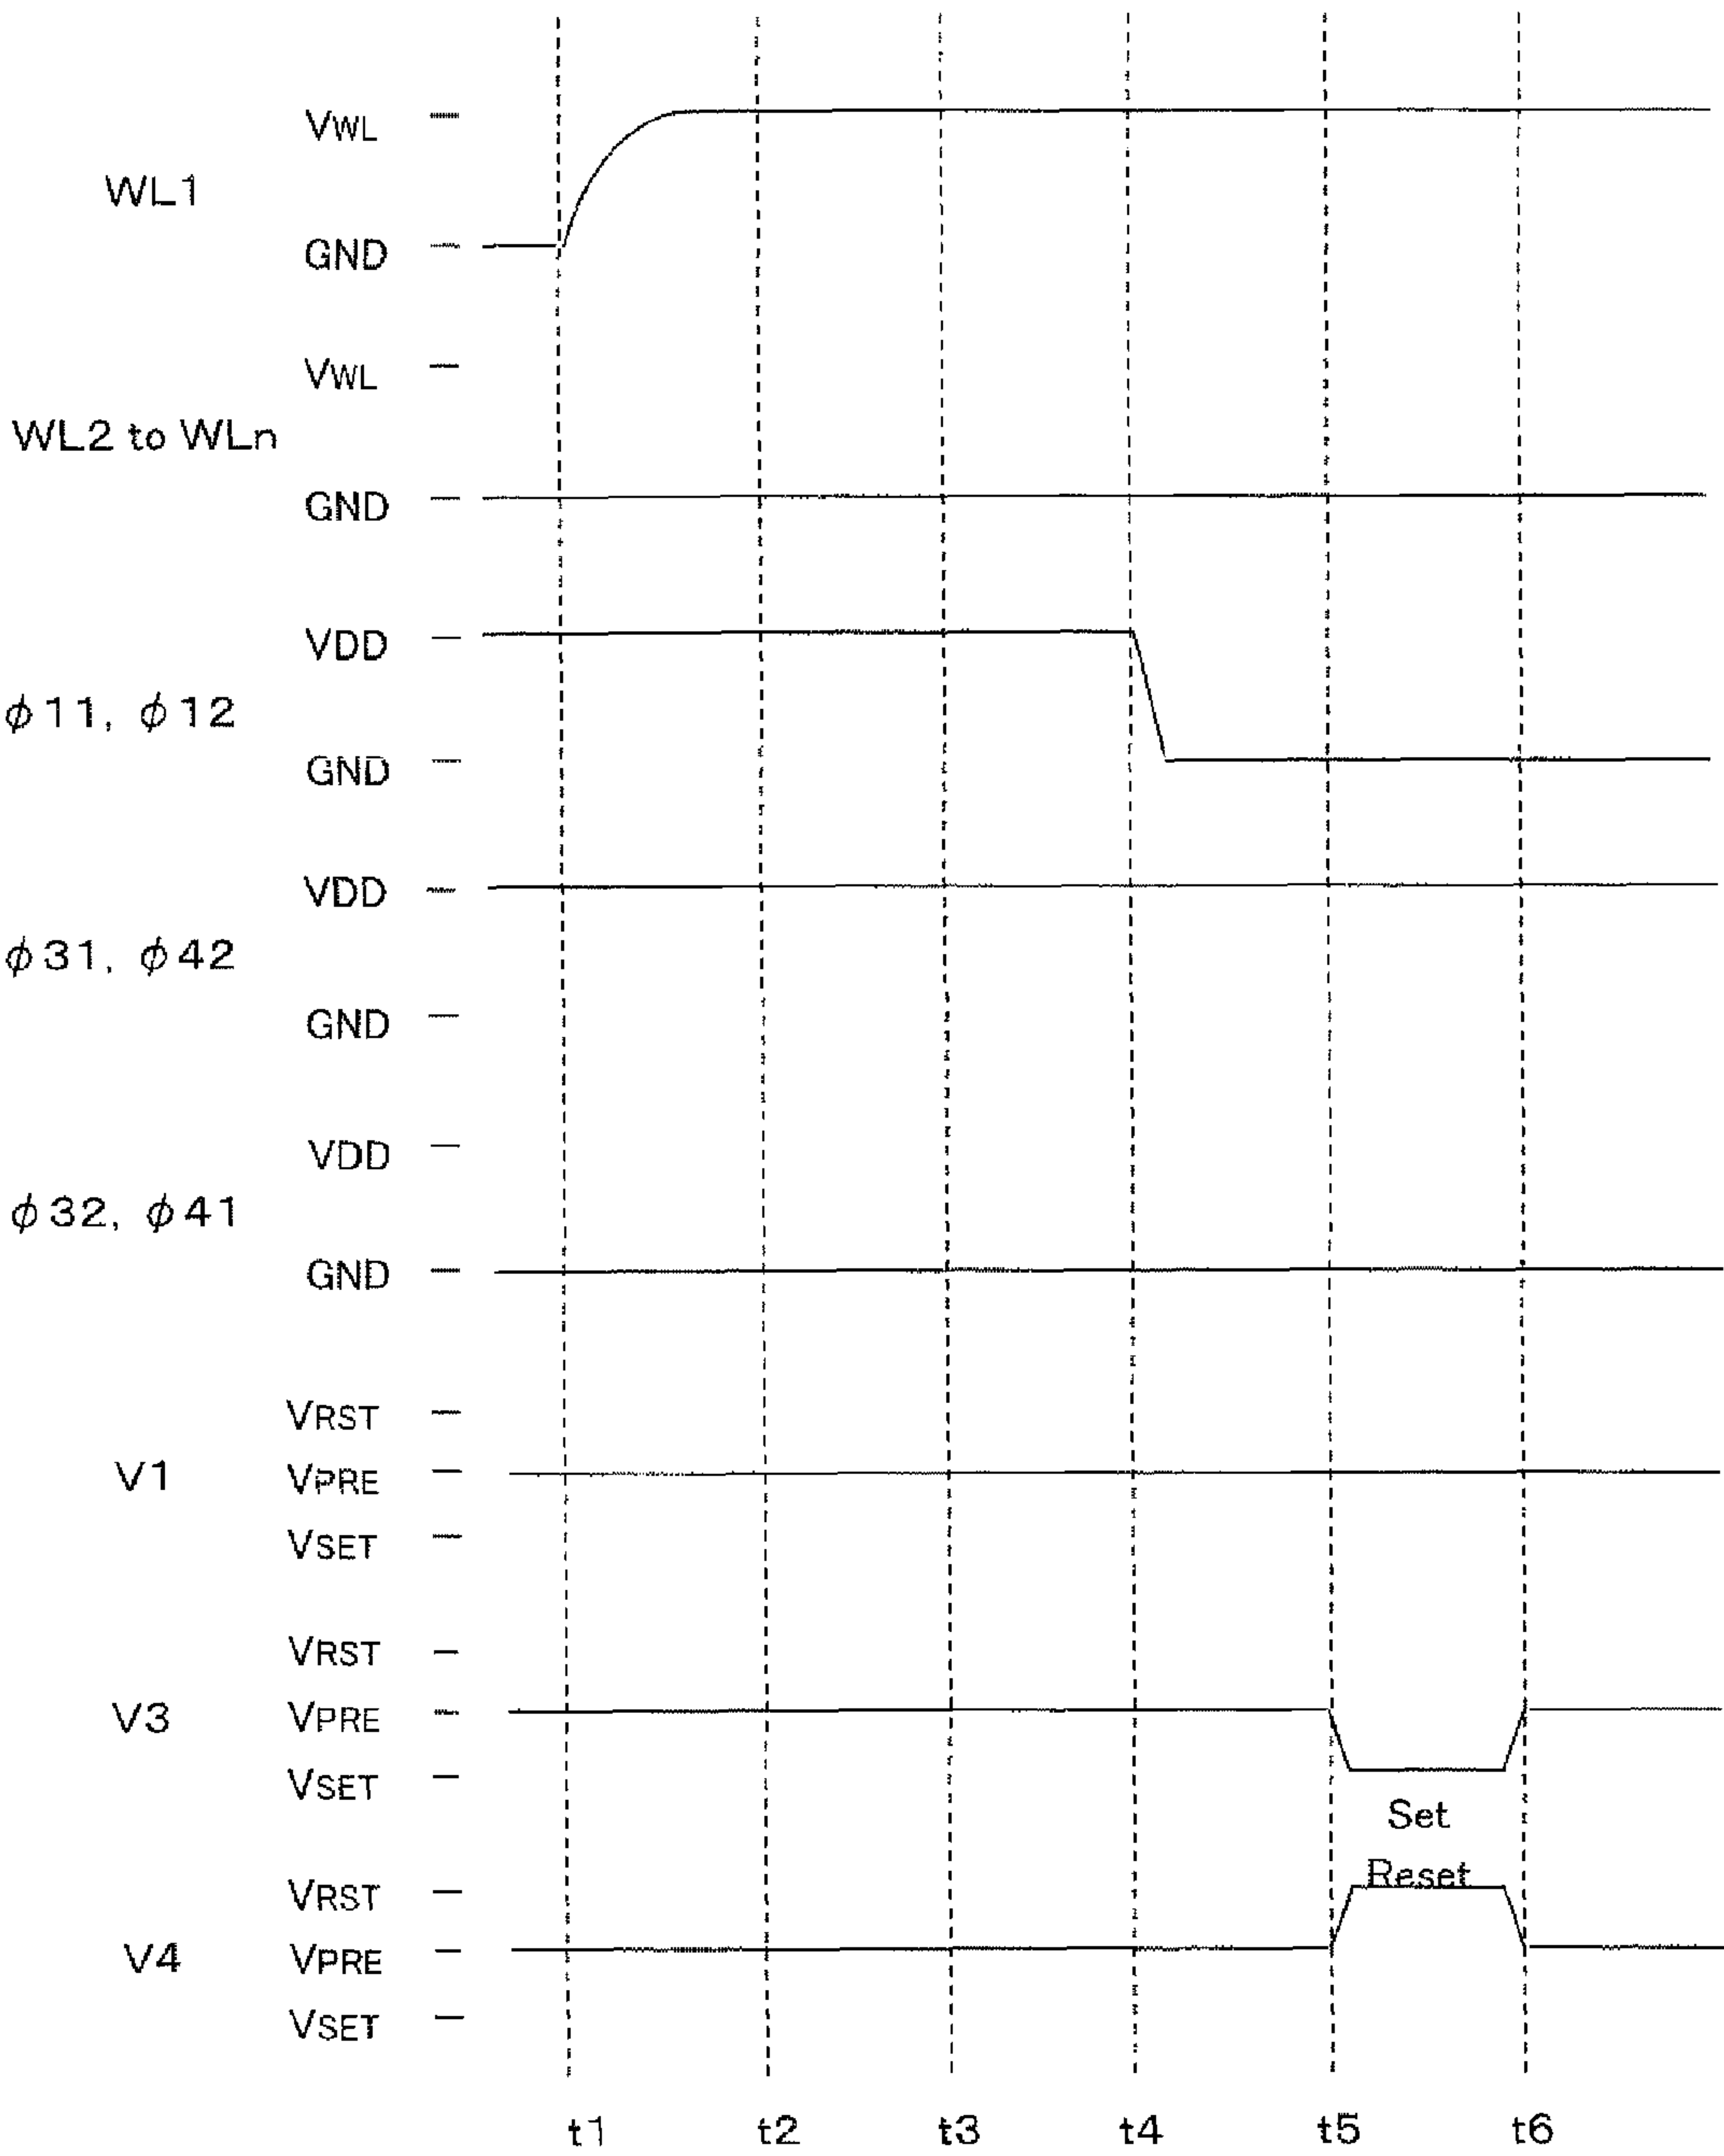 VWL
WL1
GND
VWL
WL2 to WLn
GND
VDD
ϕ11, ϕ12
GND
VDD
ϕ31, ϕ42
GND
VDD
ϕ32, ϕ41
GND
VRST
V1 VPRE
VSET
VRST
V3 VPRE
VSET
Set
Reset
VRST
V4 VPRE
VSET
t1 t2 t3 t4 t5 t6